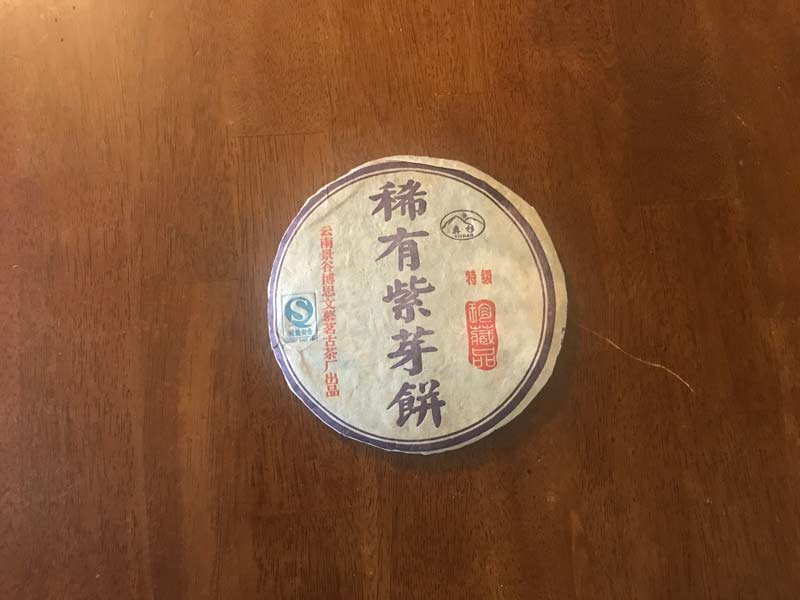 稀有紫芽餅
特级
珍藏品
云南景谷博思文慕茗古茶厂出品